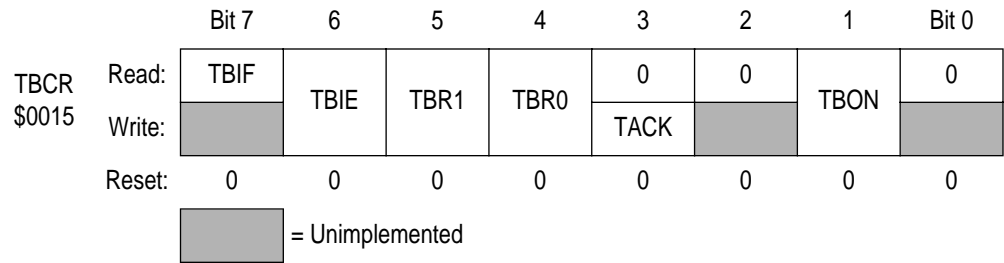 Bit 7 6 5 4 3 2 1 Bit 0
TBCR
$0015
Read: TBIF TBIE TBR1 TBR0 0 0 TBON 0
Write: TACK
Reset: 0 0 0 0 0 0 0 0
= Unimplemented